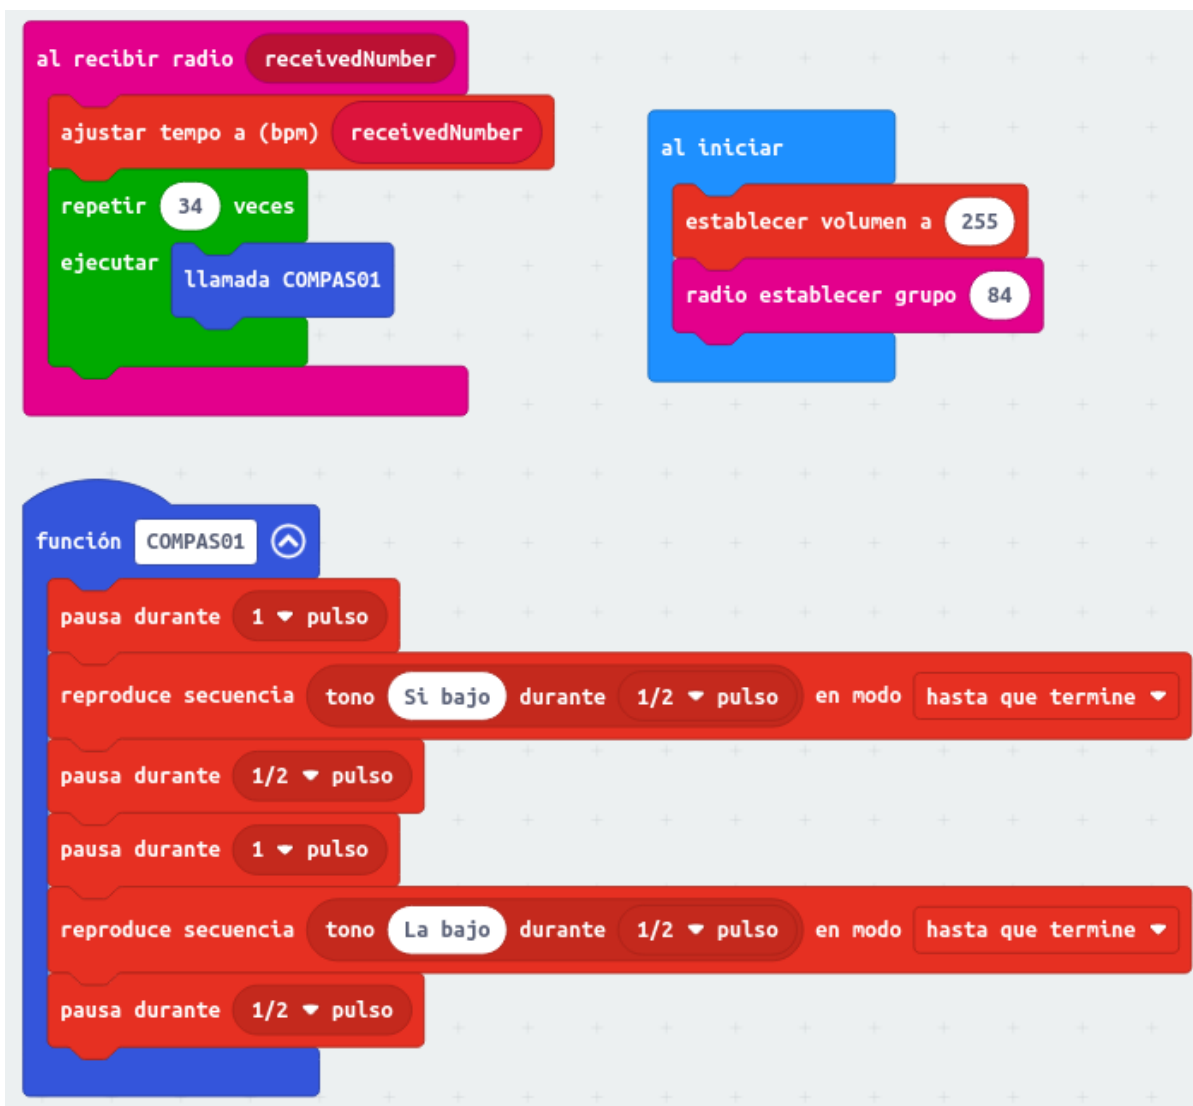 al recibir radio receivedNumber
ajustar tempo a (bpm) receivedNumber
repetir 34 veces
ejecutar llamada COMPAS01
al iniciar
establecer volumen a 255
radio establecer grupo 84
función COMPAS01
pausa durante 1 pulso
reproduce secuencia tono Si bajo durante 1/2 pulso en modo hasta que termine
pausa durante 1/2 pulso
pausa durante 1 pulso
reproduce secuencia tono La bajo durante 1/2 pulso en modo hasta que termine
pausa durante 1/2 pulso